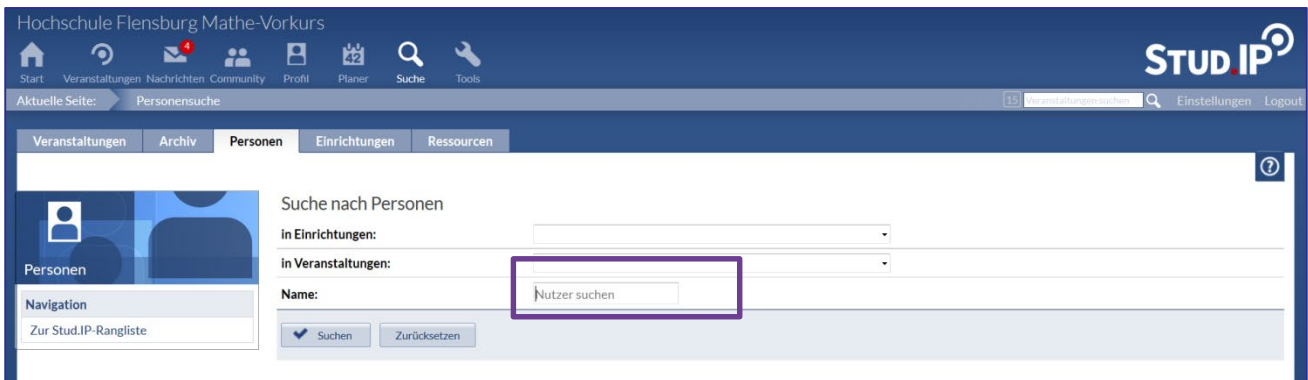 Hochschule Flensburg Mathe-Vorkurs
4
42
Start Veranstaltungen Nachrichten Community Profil Planer Suche Tools
STUD.IP
Aktuelle Seite: Personensuche
15 Veranstaltungen suchen Einstellungen Logout
Veranstaltungen Archiv Personen Einrichtungen Ressourcen
?
Suche nach Personen
in Einrichtungen:
in Veranstaltungen:
Name: Nutzer suchen
Suchen Zurücksetzen
Personen
Navigation
Zur Stud.IP-Rangliste